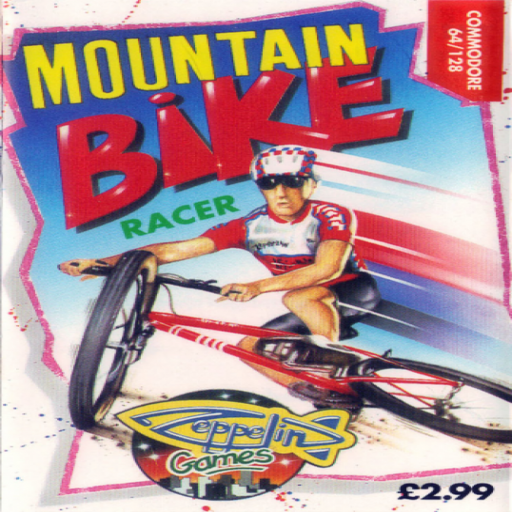 MOUNTAIN
BIKE
RACER
COMMODORE
64/128
Zeppelin
Games
£2.99